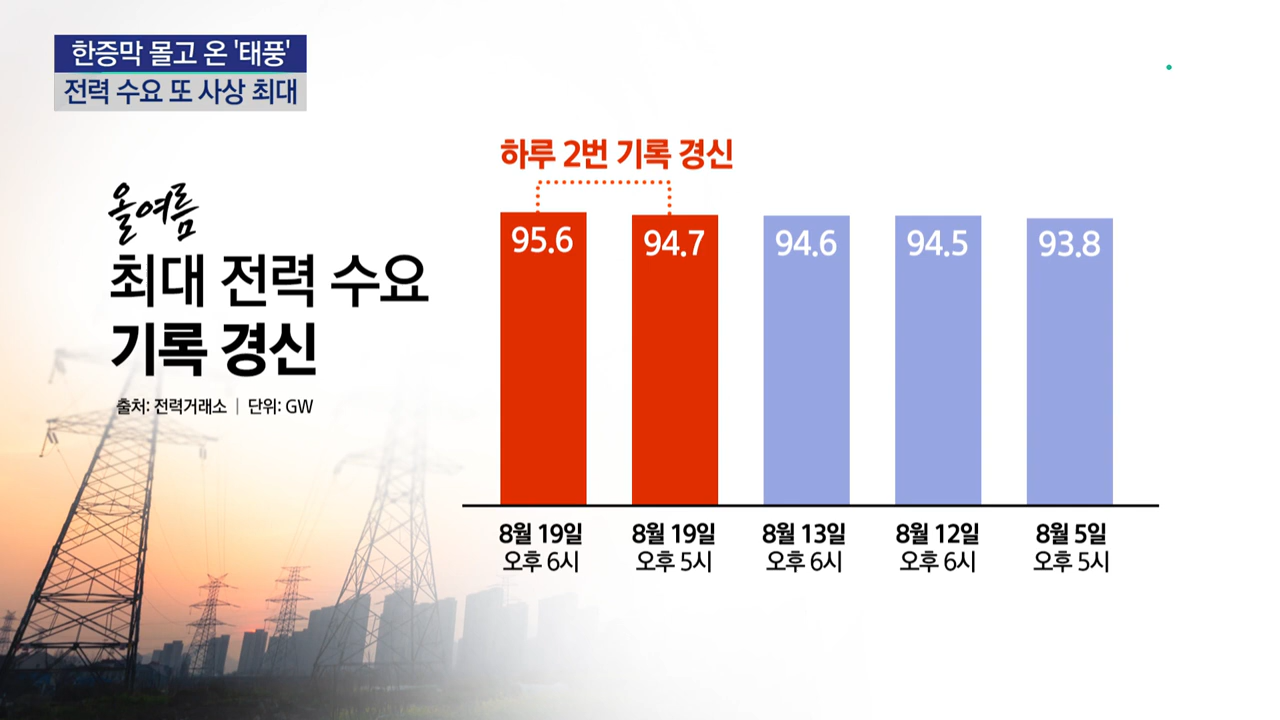 한증막 몰고 온 '태풍'
전력 수요 또 사상 최대
올여름
최대 전력 수요
기록 경신
출처: 전력거래소 | 단위: GW
하루 2번 기록 경신
95.6 94.7 94.6 94.5 93.8
8월 19일 8월 19일 8월 13일 8월 12일 8월 5일
오후 6시 오후 5시 오후 6시 오후 6시 오후 5시